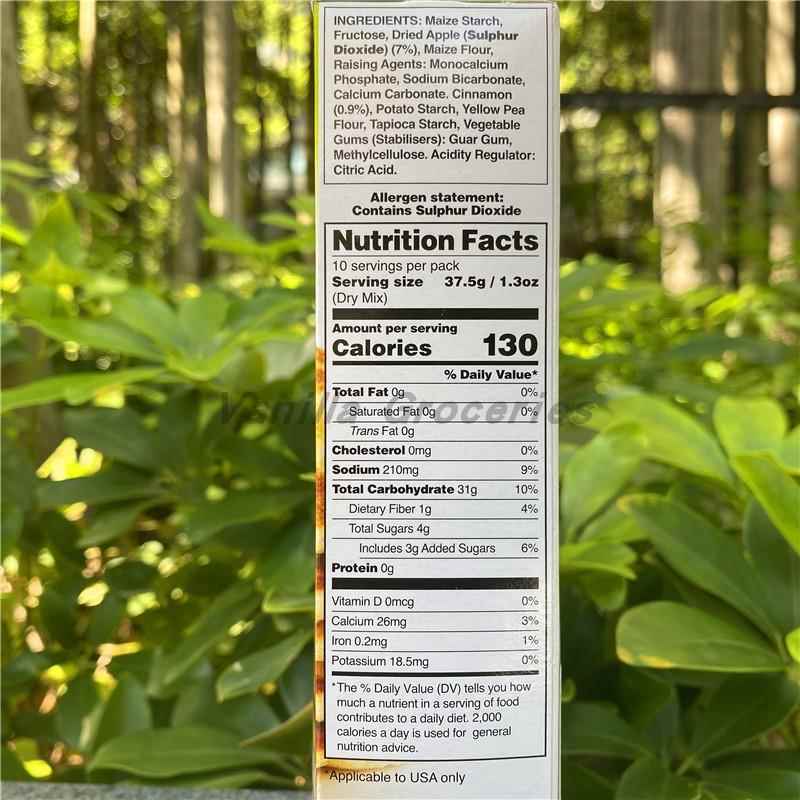 INGREDIENTS: Maize Starch,
Fructose, Dried Apple (Sulphur
Dioxide) (7%), Maize Flour,
Raising Agents: Monocalcium
Phosphate, Sodium Bicarbonate,
Calcium Carbonate. Cinnamon
(0.9%), Potato Starch, Yellow Pea
Flour, Tapioca Starch, Vegetable
Gums (Stabilisers): Guar Gum,
Methylcellulose. Acidity Regulator:
Citric Acid.
Allergen statement:
Contains Sulphur Dioxide
Nutrition Facts
10 servings per pack
Serving size 37.5g / 1.3oz
(Dry Mix)
Amount per serving
Calories 130
% Daily Value*
Total Fat 0g 0%
Vanilla Groceries
Saturated Fat 0g 0%
Trans Fat 0g
Cholesterol 0mg 0%
Sodium 210mg 9%
Total Carbohydrate 31g 10%
Dietary Fiber 1g 4%
Total Sugars 4g
Includes 3g Added Sugars 6%
Protein 0g
Vitamin D 0mcg 0%
Calcium 26mg 3%
Iron 0.2mg 1%
Potassium 18.5mg 0%
*The % Daily Value (DV) tells you how
much a nutrient in a serving of food
contributes to a daily diet. 2,000
calories a day is used for general
nutrition advice.
*Applicable to USA only